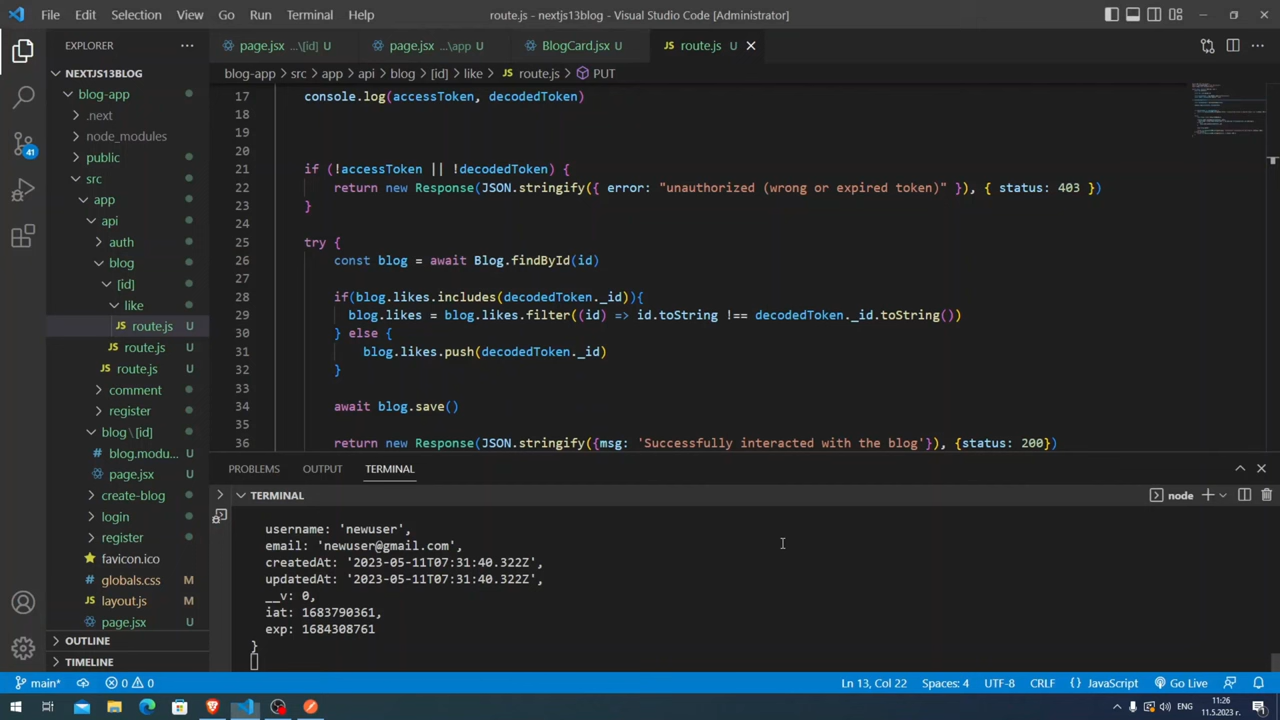 File Edit Selection View Go Run Terminal Help route.js - nextjs13blog - Visual Studio Code [Administrator]
EXPLORER
page.jsx ...\[id] U page.jsx ...\app U BlogCard.jsx U route.js U
blog-app > src > app > api > blog > [id] > like > JS route.js > PUT
NEXTJS13BLOG
blog-app
.next
node_modules
public
src
app
api
auth
blog
[id]
like
JS route.js U
JS route.js U
JS route.js U
comment
register
blog\[id]
blog.modu... U
page.jsx U
create-blog
login
register
favicon.ico U
globals.css M
layout.js M
page.jsx U
OUTLINE
TIMELINE
41
17 console.log(accessToken, decodedToken)
18
19
20
21 if (!accessToken || !decodedToken) {
22 return new Response(JSON.stringify({ error: "unauthorized (wrong or expired token)" }), { status: 403 })
23 }
24
25 try {
26 const blog = await Blog.findById(id)
27
28 if(blog.likes.includes(decodedToken._id)){
29 blog.likes = blog.likes.filter((id) => id.toString !== decodedToken._id.toString())
30 } else {
31 blog.likes.push(decodedToken._id)
32 }
33
34 await blog.save()
35
36 return new Response(JSON.stringify({msg: 'Successfully interacted with the blog'}), {status: 200})
PROBLEMS OUTPUT TERMINAL
TERMINAL node
username: 'newuser',
email: 'newuser@gmail.com',
createdAt: '2023-05-11T07:31:40.322Z',
updatedAt: '2023-05-11T07:31:40.322Z',
__v: 0,
iat: 1683790361,
exp: 1684308761
}
main* 0 0 Ln 13, Col 22 Spaces: 4 UTF-8 CRLF {} JavaScript Go Live
ENG 11:26
11.5.2023 г.